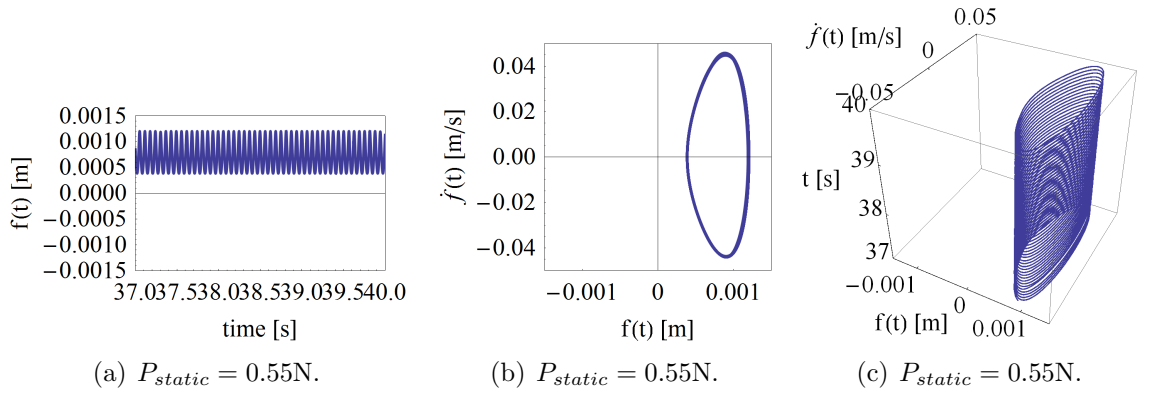 0.0015
0.0010
0.0005
0.0000
−0.0005
−0.0010
−0.0015
f(t) [m]
37.037.538.038.539.039.540.0
time [s]
(a) P_static = 0.55N.
0.04
0.02
0.00
−0.02
−0.04
ḟ(t) [m/s]
−0.001 0 0.001
f(t) [m]
(b) P_static = 0.55N.
0.05
ḟ(t) [m/s]
0
−0.05
40
39
t [s]
38
37
−0.001
0
f(t) [m]
0.001
(c) P_static = 0.55N.